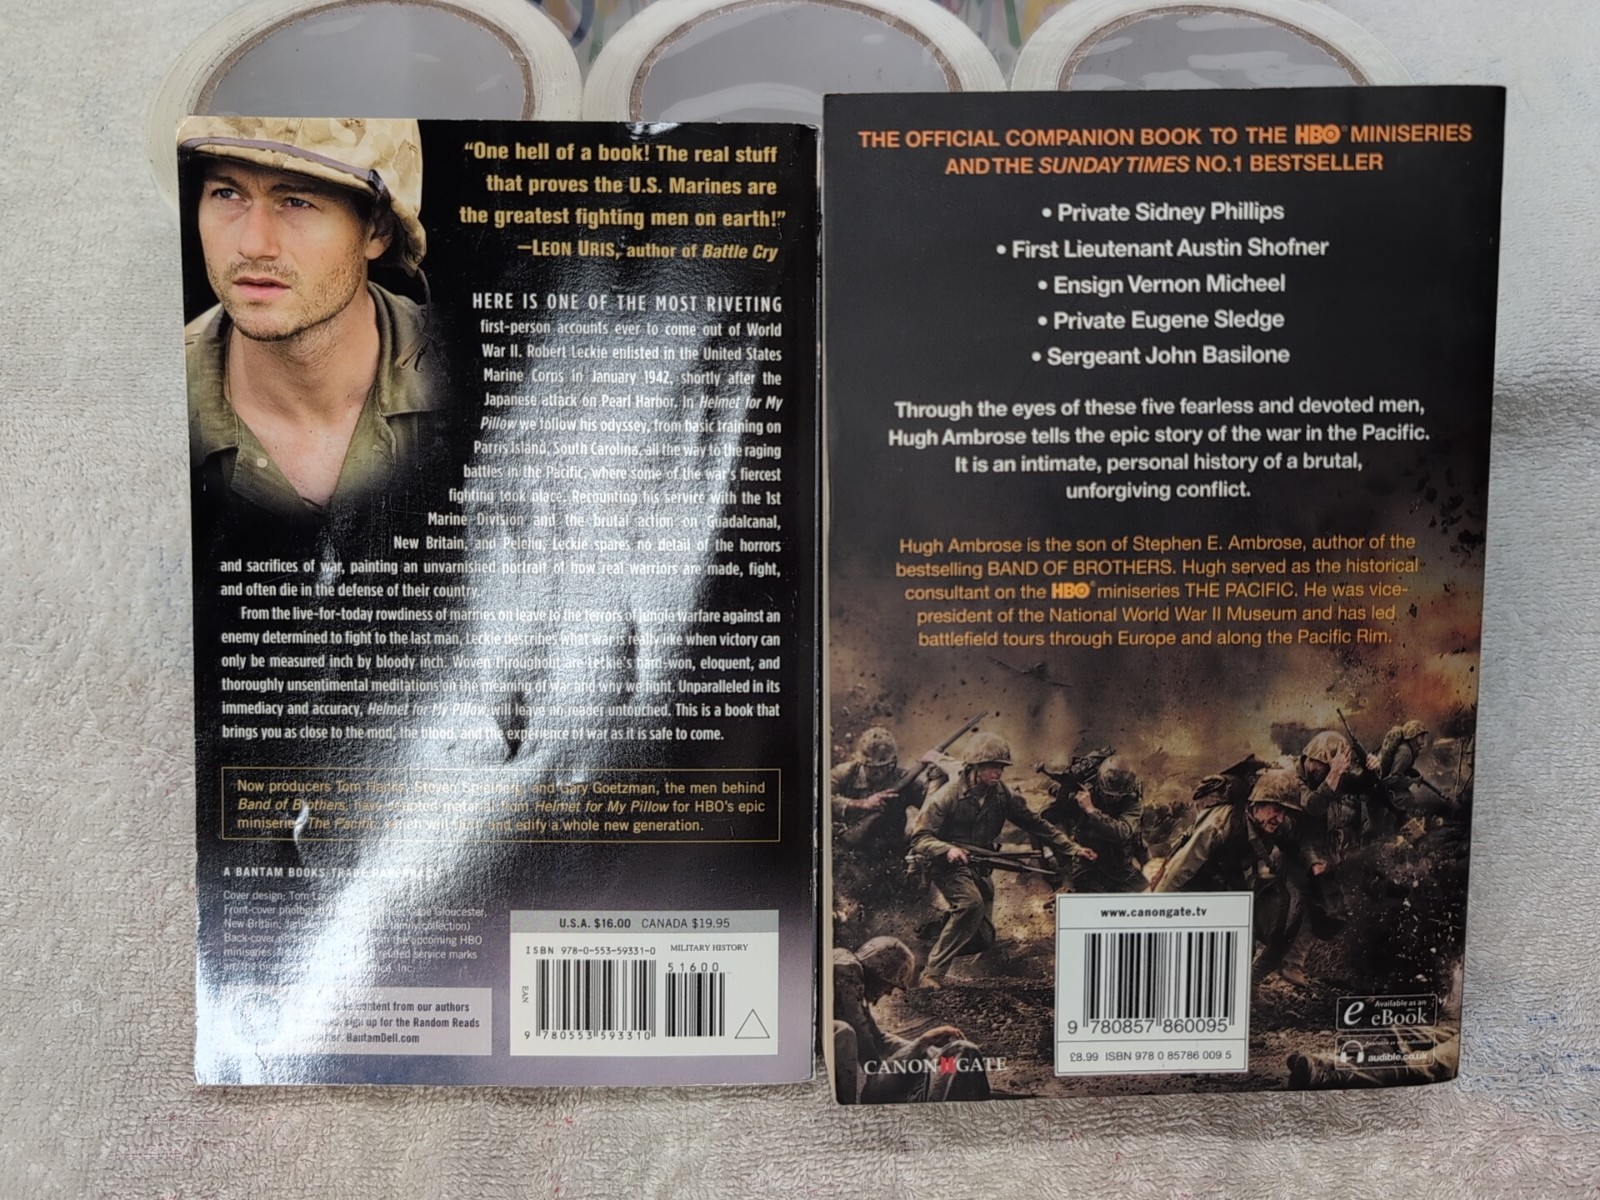 “One hell of a book! The real stuff
that proves the U.S. Marines are
the greatest fighting men on earth!”
—LEON URIS, author of Battle Cry
HERE IS ONE OF THE MOST RIVETING
first-person accounts ever to come out of World
War II. Robert Leckie enlisted in the United States
Marine Corps in January 1942, shortly after the
Japanese attack on Pearl Harbor. In Helmet for My
Pillow we follow his odyssey, from basic training on
Parris Island, South Carolina, all the way to the raging
battles in the Pacific, where some of the war's fiercest
fighting took place. Recounting his service with the 1st
Marine Division and the brutal action on Guadalcanal,
New Britain, and Peleliu, Leckie spares no detail of the horrors
and sacrifices of war, painting an unvarnished portrait of how real warriors are made, fight,
and often die in the defense of their country.
From the live-for-today rowdiness of marines on leave to the terrors of jungle warfare against an
enemy determined to fight to the last man, Leckie describes what war is really like when victory can
only be measured inch by bloody inch. Woven throughout are Leckie's hard-won, eloquent, and
thoroughly unsentimental meditations on the meaning of war and why we fight. Unparalleled in its
immediacy and accuracy, Helmet for My Pillow will leave no reader untouched. This is a book that
brings you as close to the mud, the blood, and the experience of war as it is safe to come.
Now producers Tom Hanks, Steven Spielberg, and Gary Goetzman, the men behind
Band of Brothers, have adapted material from Helmet for My Pillow for HBO's epic
miniseries The Pacific, which will thrill and edify a whole new generation.
A BANTAM BOOKS TRADE PAPERBACK
Cover design: Tom
Front-cover Cape Gloucester,
New Britain, family collection)
Back-cover from the upcoming HBO
miniseries related service marks
are the Office, Inc.
content from our authors
sign up for the Random Reads
BantamDell.com
U.S.A. $16.00 CANADA $19.95
ISBN 978-0-553-59331-0 MILITARY HISTORY
51600
EAN
9 780553 593310
THE OFFICIAL COMPANION BOOK TO THE HBO® MINISERIES
AND THE SUNDAY TIMES NO.1 BESTSELLER
• Private Sidney Phillips
• First Lieutenant Austin Shofner
• Ensign Vernon Micheel
• Private Eugene Sledge
• Sergeant John Basilone
Through the eyes of these five fearless and devoted men,
Hugh Ambrose tells the epic story of the war in the Pacific.
It is an intimate, personal history of a brutal,
unforgiving conflict.
Hugh Ambrose is the son of Stephen E. Ambrose, author of the
bestselling BAND OF BROTHERS. Hugh served as the historical
consultant on the HBO® miniseries THE PACIFIC. He was vice-
president of the National World War II Museum and has led
battlefield tours through Europe and along the Pacific Rim.
www.canongate.tv
9 780857 860095
£8.99 ISBN 978 0 85786 009 5
CANONGATE
Available as an
e eBook
Available as an Audiobook
audible.co.uk